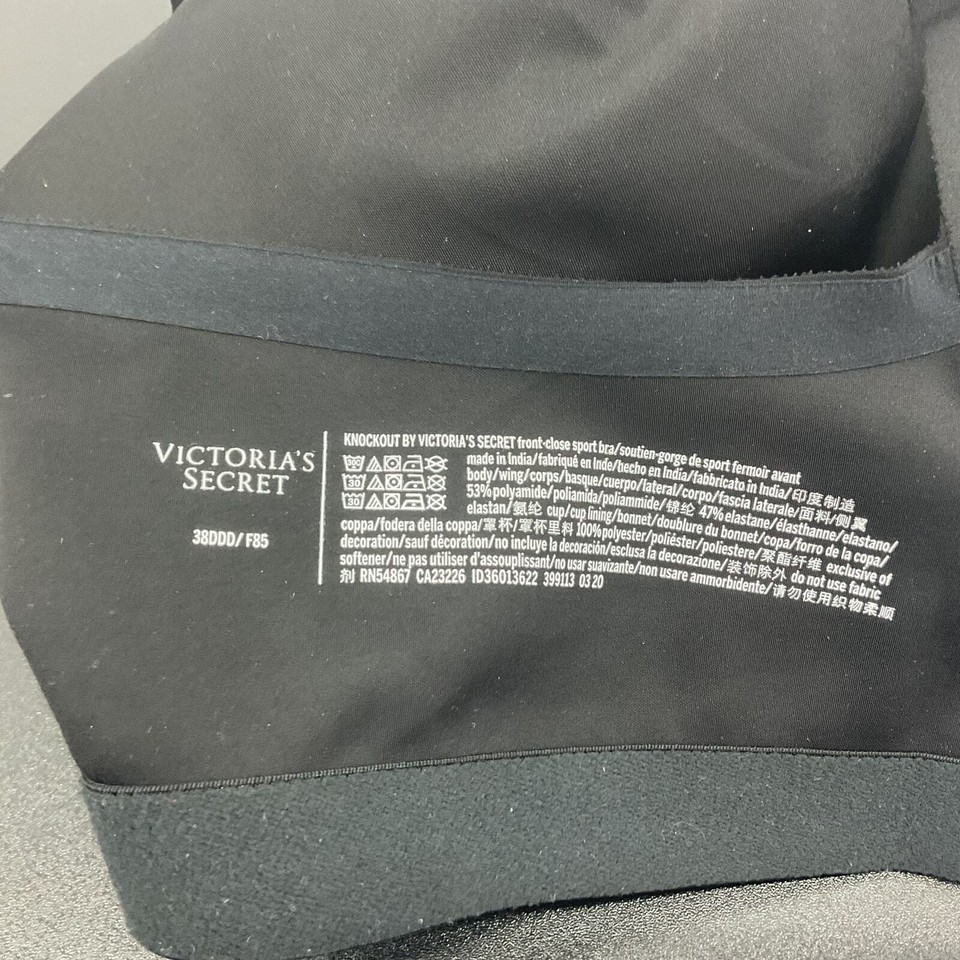 VICTORIA'S
SECRET
38DDD/F85
KNOCKOUT BY VICTORIA'S SECRET front-close sport bra/soutien-gorge de sport fermoir avant
made in India/fabriqué en Inde/hecho en India/fabbricato in India/印度制造
body/wing/corps/basque/cuerpo/lateral/corpo/fascia laterale/面料/侧翼
53% polyamide/poliamida/poliammide/锦纶 47% elastane/élasthanne/elastano/
elastan/氨纶 cup/cup lining/bonnet/doublure du bonnet/copa/forro de la copa/
coppa/fodera della coppa/罩杯/罩杯里料 100% polyester/poliéster/poliestere/聚酯纤维 exclusive of
decoration/sauf décoration/no incluye la decoración/esclusa la decorazione/装饰除外 do not use fabric
softener/ne pas utiliser d'assouplissant/no usar suavizante/non usare ammorbidente/请勿使用织物柔顺
剂 RN54867 CA23226 ID36013622 399113 03 20